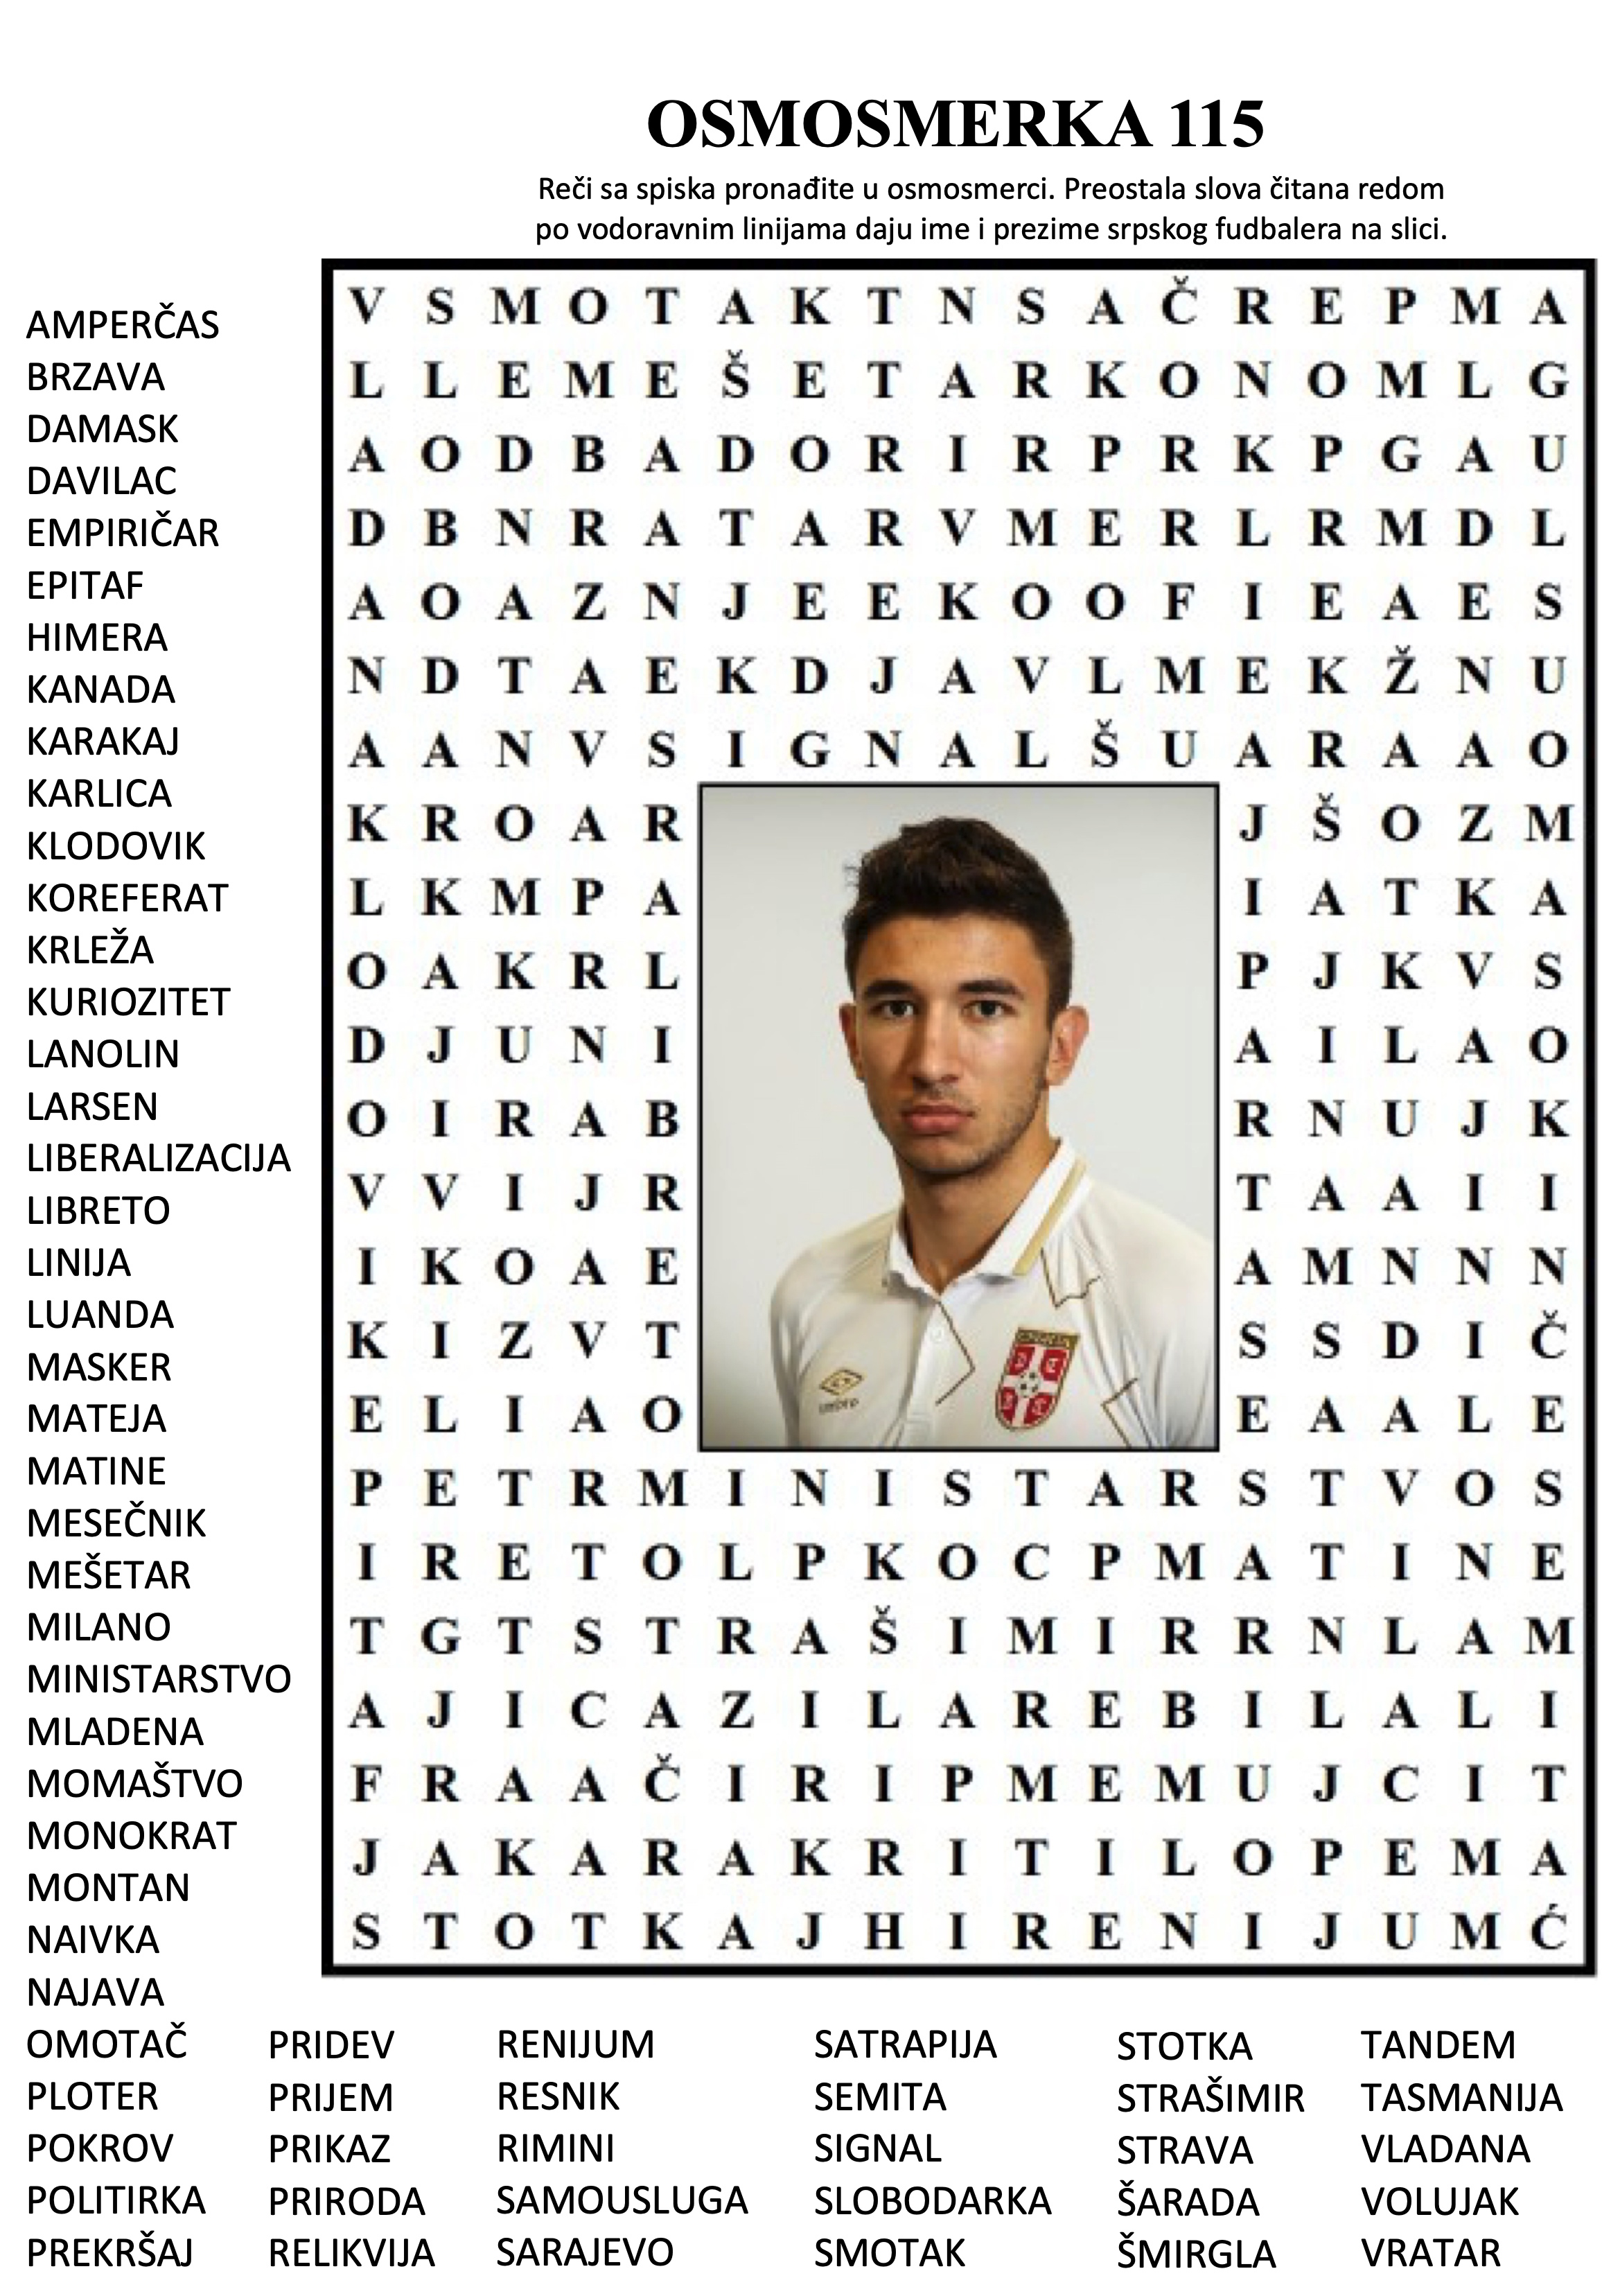 OSMOSMERKA 115
Reči sa spiska pronađite u osmosmerci. Preostala slova čitana redom
po vodoravnim linijama daju ime i prezime srpskog fudbalera na slici.
V S M O T A K T N S A Č R E P M A
L L E M E Š E T A R K O N O M L G
A O D B A D O R I R P R K P G A U
D B N R A T A R V M E R L R M D L
A O A Z N J E E K O O F I E A E S
N D T A E K D J A V L M E K Ž N U
A A N V S I G N A L Š U A R A A O
K R O A R J Š O Z M
L K M P A I A T K A
O A K R L P J K V S
D J U N I A I L A O
O I R A B R N U J K
V V I J R T A A I I
I K O A E A M N N N
K I Z V T S S D I Č
E L I A O E A A L E
P E T R M I N I S T A R S T V O S
I R E T O L P K O C P M A T I N E
T G T S T R A Š I M I R R N L A M
A J I C A Z I L A R E B I L A L I
F R A A Č I R I P M E M U J C I T
J A K A R A K R I T I L O P E M A
S T O T K A J H I R E N I J U M Ć
AMPERČAS
BRZAVA
DAMASK
DAVILAC
EMPIRIČAR
EPITAF
HIMERA
KANADA
KARAKAJ
KARLICA
KLODOVIK
KOREFERAT
KRLEŽA
KURIOZITET
LANOLIN
LARSEN
LIBERALIZACIJA
LIBRETO
LINIJA
LUANDA
MASKER
MATEJA
MATINE
MESEČNIK
MEŠETAR
MILANO
MINISTARSTVO
MLADENA
MOMAŠTVO
MONOKRAT
MONTAN
NAIVKA
NAJAVA
OMOTAČ
PLOTER
POKROV
POLITIRKA
PREKRŠAJ
PRIDEV
PRIJEM
PRIKAZ
PRIRODA
RELIKVIJA
RENIJUM
RESNIK
RIMINI
SAMOUSLUGA
SARAJEVO
SATRAPIJA
SEMITA
SIGNAL
SLOBODARKA
SMOTAK
STOTKA
STRAŠIMIR
STRAVA
ŠARADA
ŠMIRGLA
TANDEM
TASMANIJA
VLADANA
VOLUJAK
VRATAR